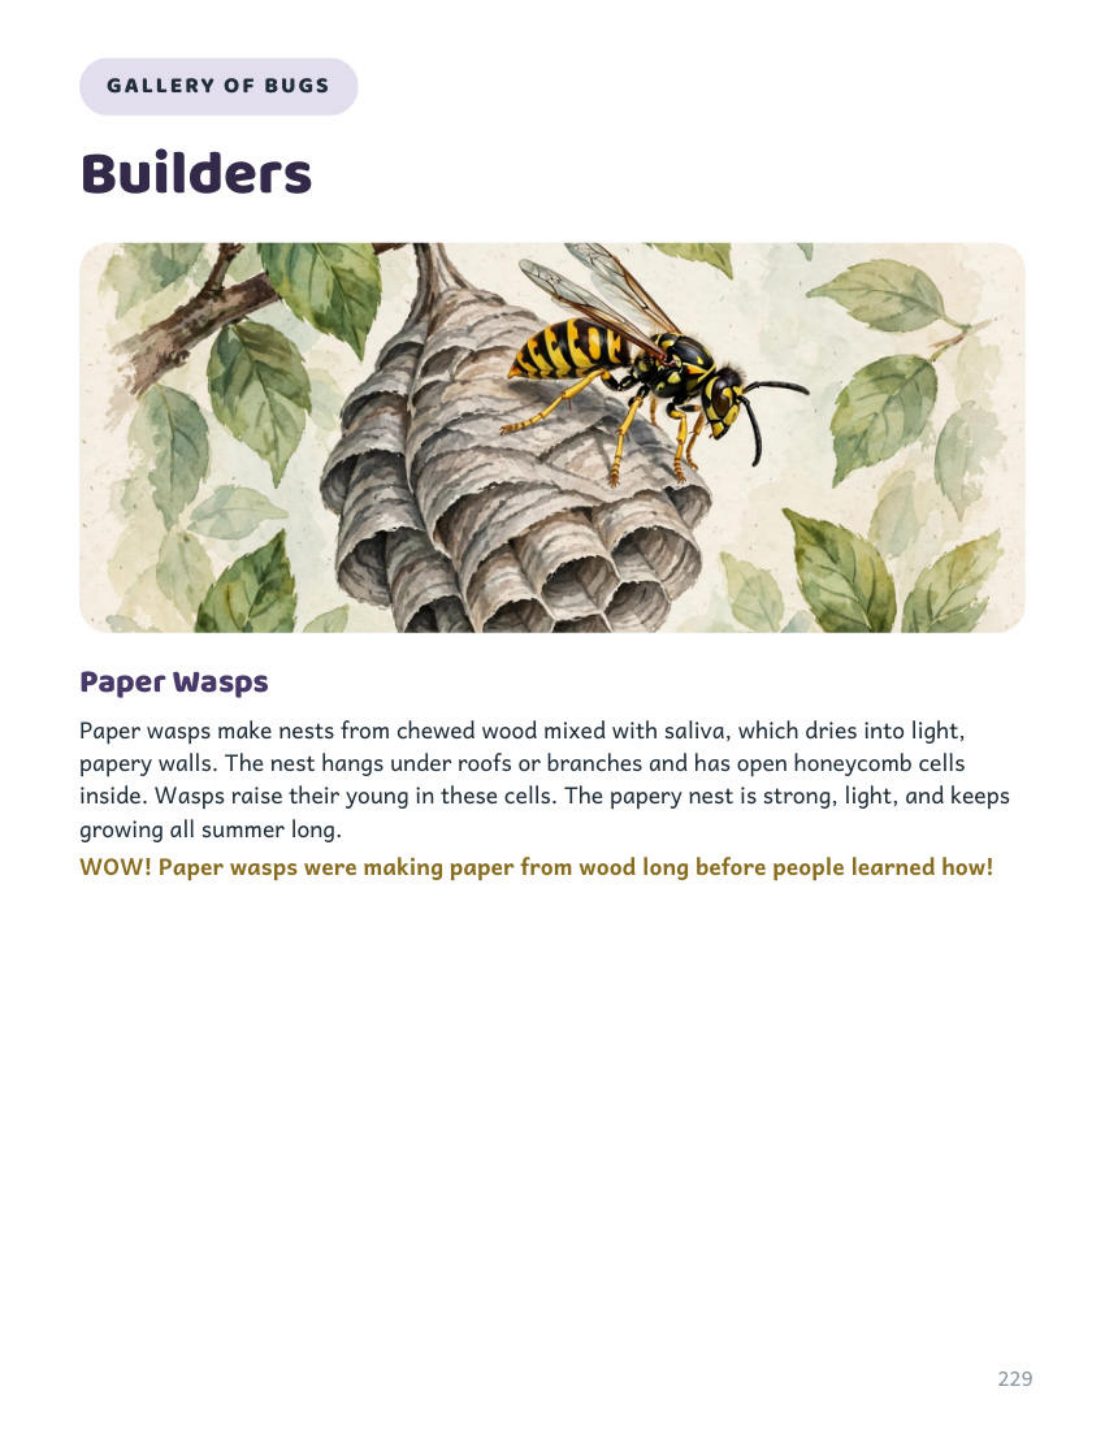 GALLERY OF BUGS
Builders
Paper Wasps
Paper wasps make nests from chewed wood mixed with saliva, which dries into light,
papery walls. The nest hangs under roofs or branches and has open honeycomb cells
inside. Wasps raise their young in these cells. The papery nest is strong, light, and keeps
growing all summer long.
WOW! Paper wasps were making paper from wood long before people learned how!
229